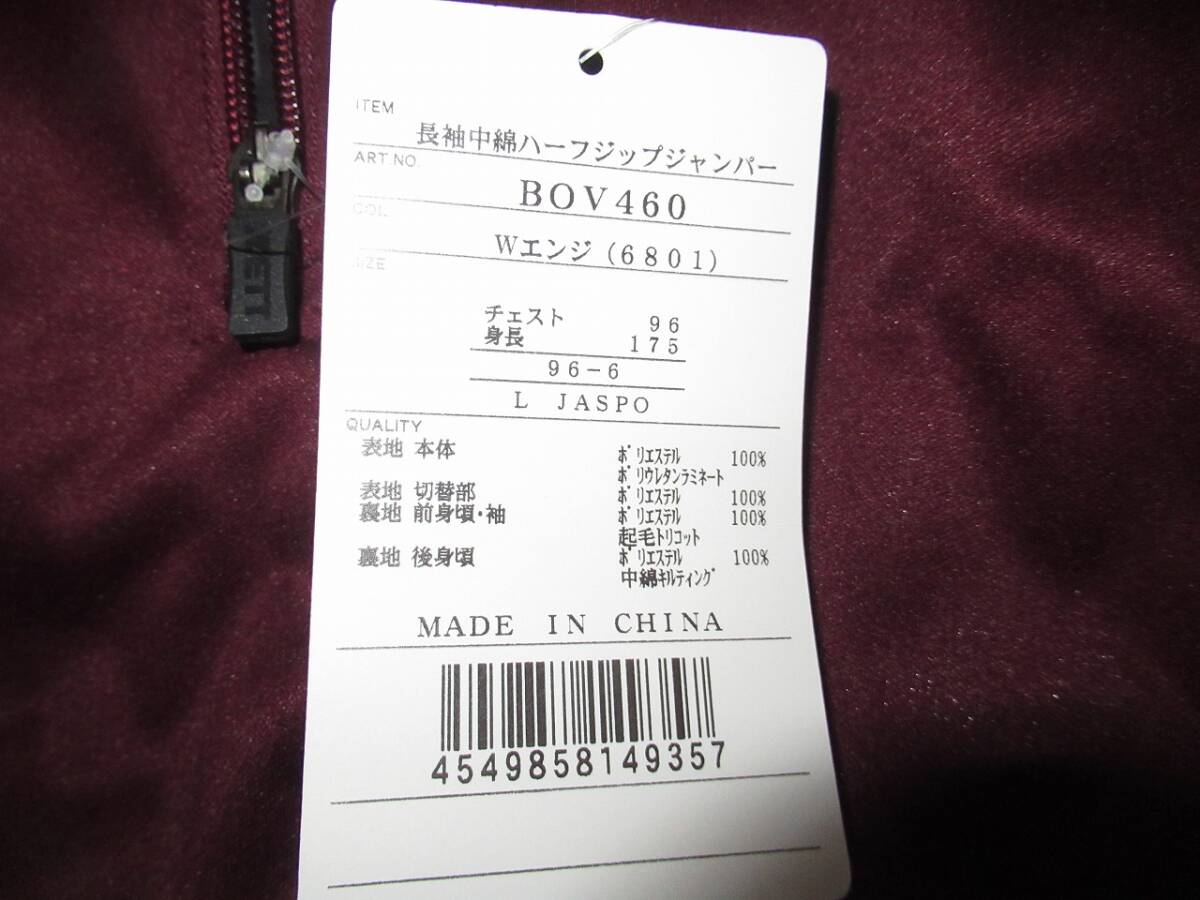 ITEM
長袖中綿ハーフジップジャンパー
ART.NO.
BOV460
COL.
Wエンジ(6801)
SIZE
チェスト 96
身長 175
96-6
L JASPO
QUALITY
表地 本体 ポリエステル 100%
ポリウレタンラミネート
表地 切替部 ポリエステル 100%
裏地 前身頃・袖 ポリエステル 100%
起毛トリコット
裏地 後身頃 ポリエステル 100%
中綿キルティング
MADE IN CHINA
4549858149357